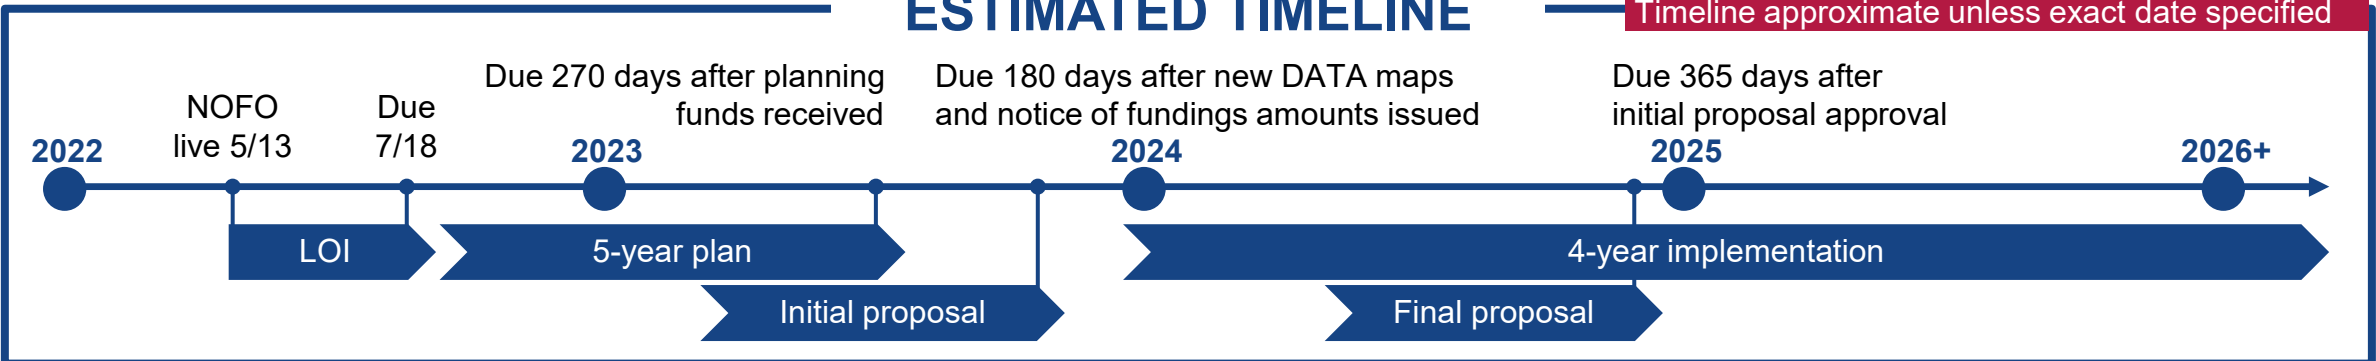 ESTIMATED TIMELINE
Timeline approximate unless exact date specified
NOFO
live 5/13
Due
7/18
Due 270 days after planning
funds received
Due 180 days after new DATA maps
and notice of fundings amounts issued
Due 365 days after
initial proposal approval
2022
2023
2024
2025
2026+
LOI
5-year plan
4-year implementation
Initial proposal
Final proposal